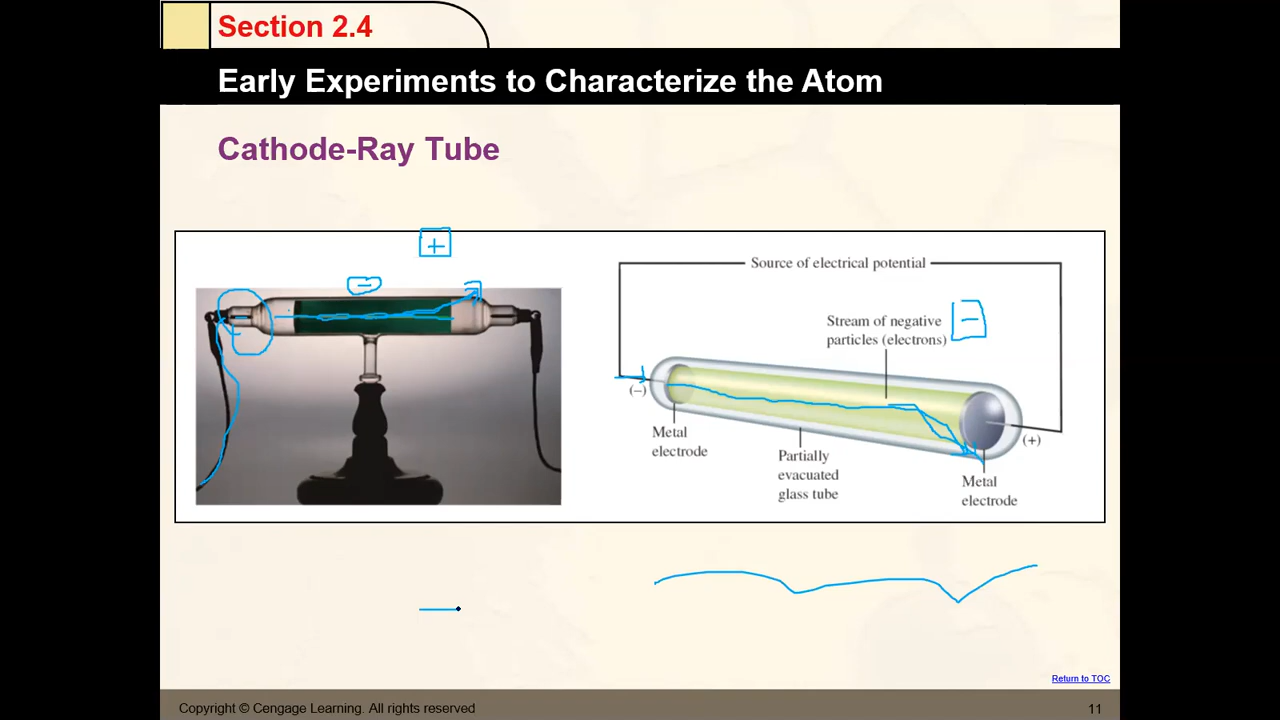 Section 2.4
Early Experiments to Characterize the Atom
Cathode-Ray Tube
+
−
Source of electrical potential
Stream of negative
particles (electrons)
−
(–)
(+)
Metal
electrode
Partially
evacuated
glass tube
Metal
electrode
Return to TOC
Copyright © Cengage Learning. All rights reserved
11